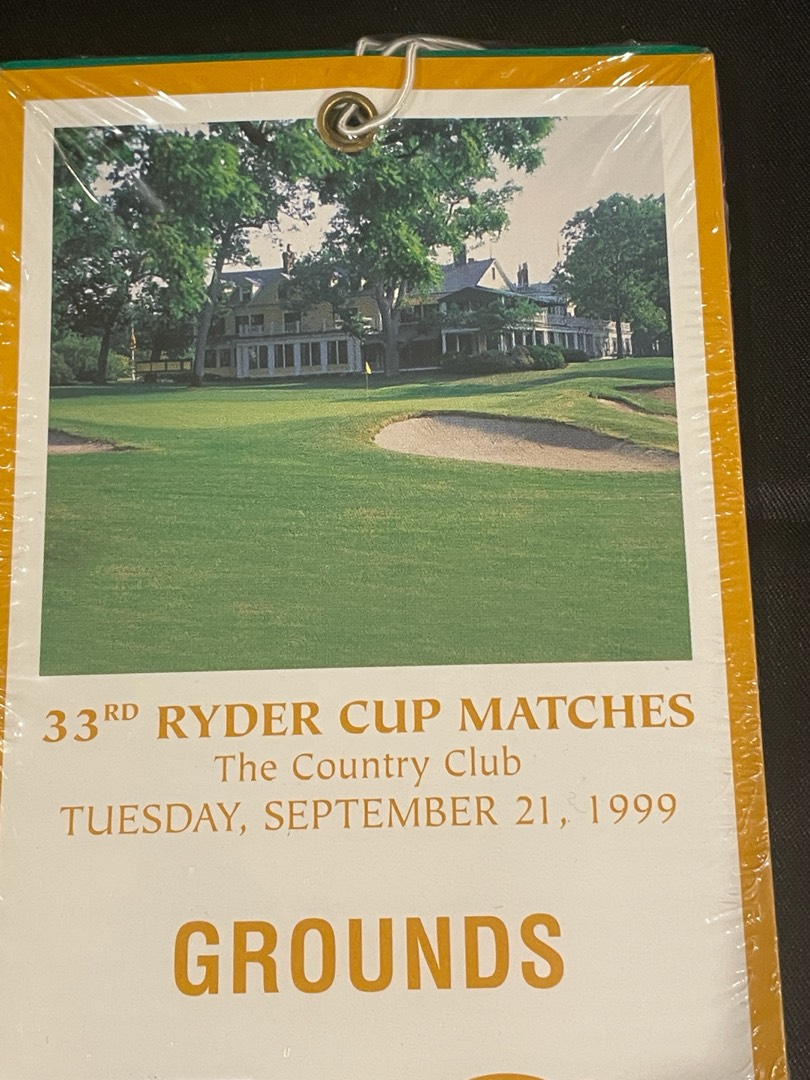 33RD RYDER CUP MATCHES
The Country Club
TUESDAY, SEPTEMBER 21, 1999
GROUNDS